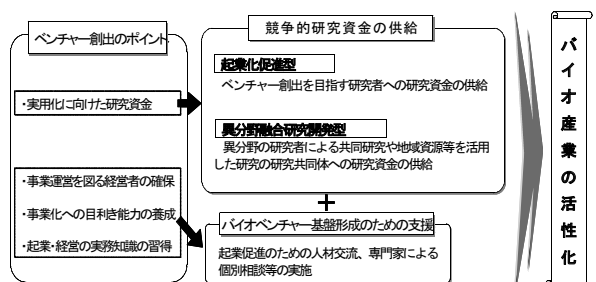 ベンチャー創出のポイント
・実用化に向けた研究資金
・事業運営を図る経営者の確保
・事業化への目利き能力の養成
・起業・経営の実務知識の習得
競争的研究資金の供給
起業化促進型
ベンチャー創出を目指す研究者への研究資金の供給
異分野融合研究開発型
異分野の研究者による共同研究や地域資源等を活用
した研究の研究共同体への研究資金の供給
+
バイオベンチャー基盤形成のための支援
起業促進のための人材交流、専門家による
個別相談等の実施
バイオ産業の活性化